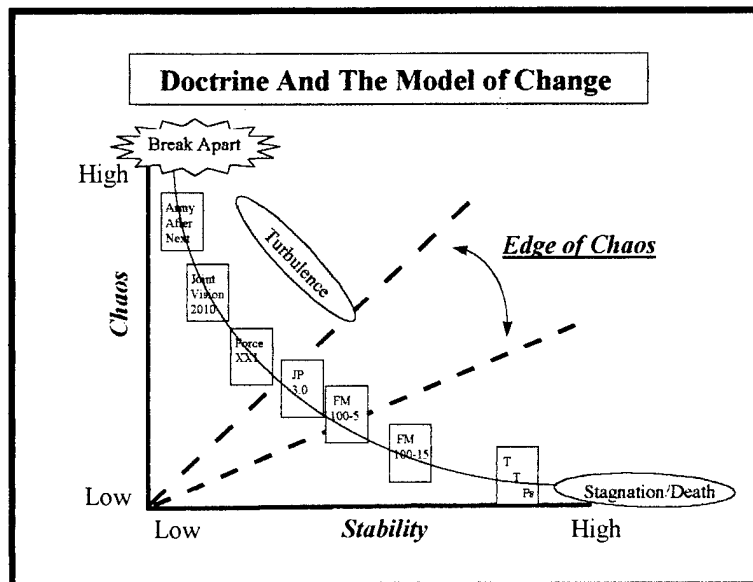 Doctrine And The Model of Change
Break Apart
High
Army
After
Next
Turbulence
Edge of Chaos
Joint
Vision
2010
Chaos
Force
XXI
JP
3.0
FM
100-5
FM
100-15
T
T
Ps
Stagnation/Death
Low
Low
Stability
High